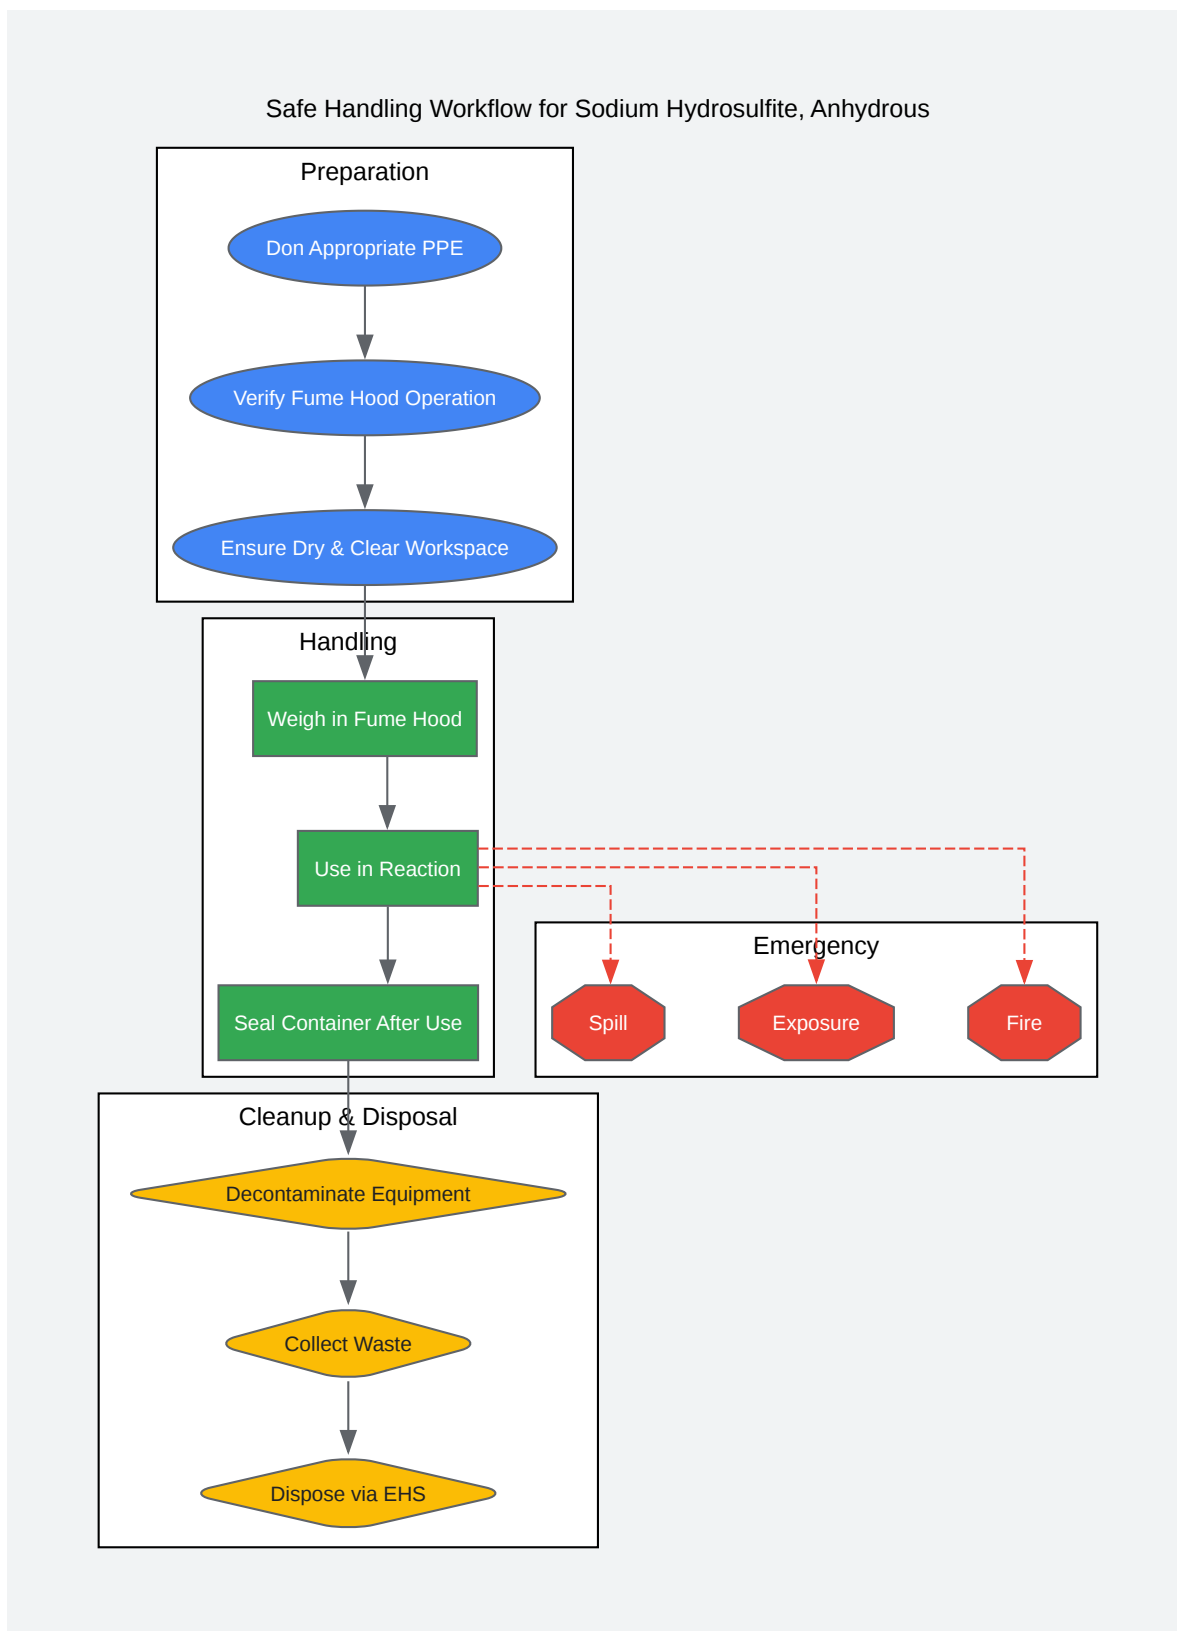 Safe Handling Workflow for Sodium Hydrosulfite, Anhydrous
Preparation
Don Appropriate PPE
Verify Fume Hood Operation
Ensure Dry & Clear Workspace
Handling
Weigh in Fume Hood
Use in Reaction
Seal Container After Use
Emergency
Spill
Exposure
Fire
Cleanup & Disposal
Decontaminate Equipment
Collect Waste
Dispose via EHS